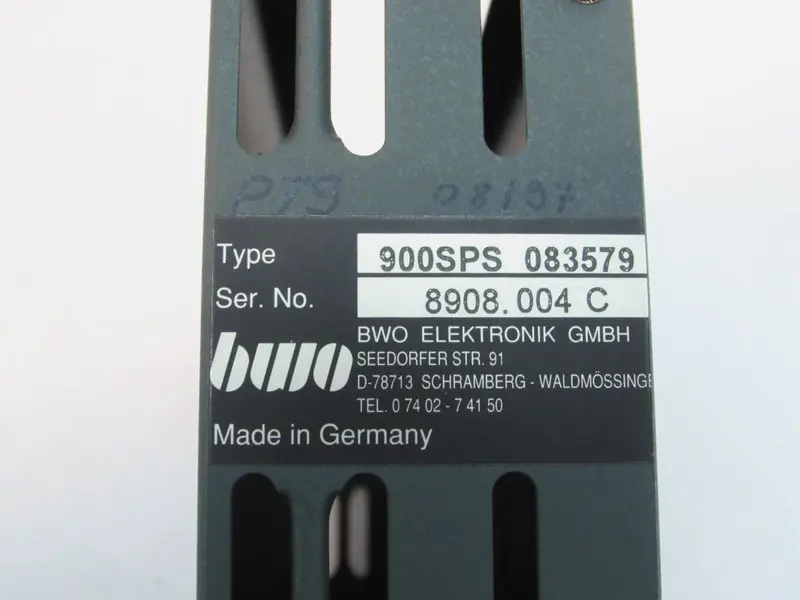 PT9 08197
Type 900SPS 083579
Ser. No. 8908.004 C
bwo
BWO ELEKTRONIK GMBH
SEEDORFER STR. 91
D-78713 SCHRAMBERG - WALDMÖSSINGE
TEL. 0 74 02 - 7 41 50
Made in Germany